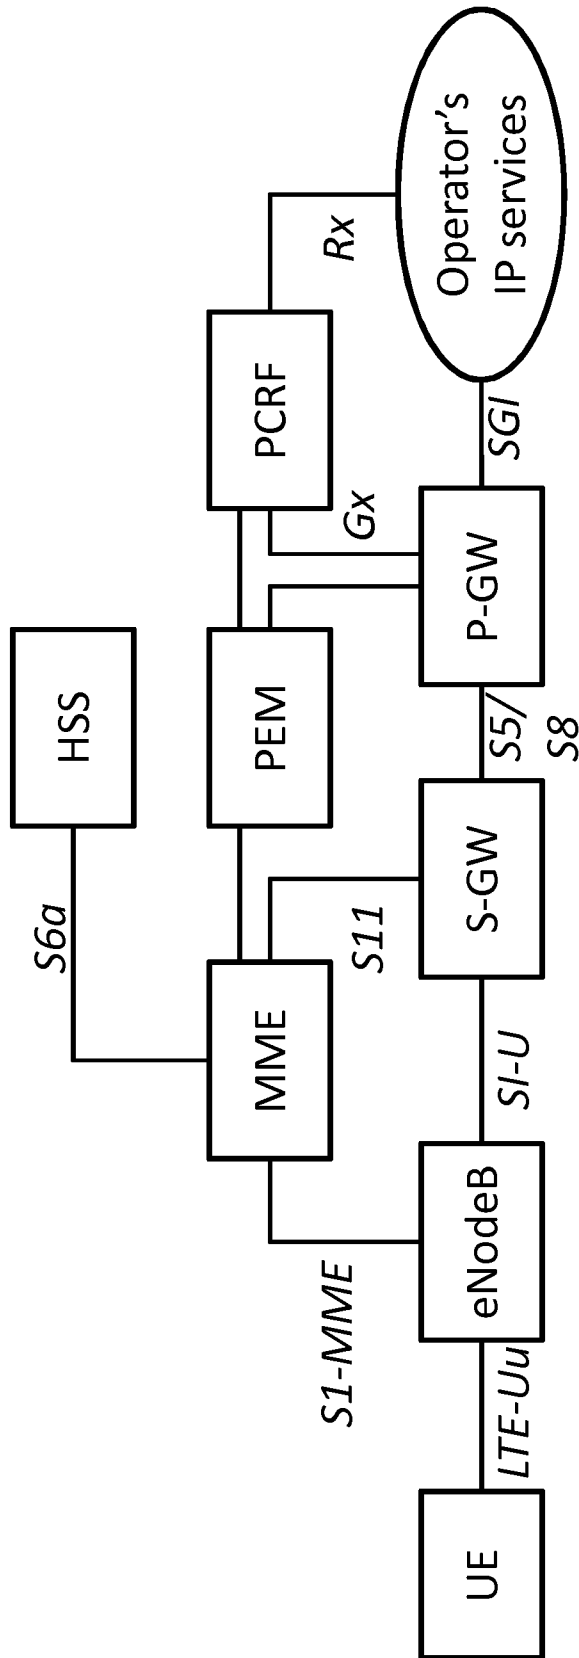 HSS
S6a
MME
PEM
PCRF
S1-MME
S11
Gx
Rx
UE
LTE-Uu
eNodeB
SI-U
S-GW
S5/
S8
P-GW
SGI
Operator’s
IP services